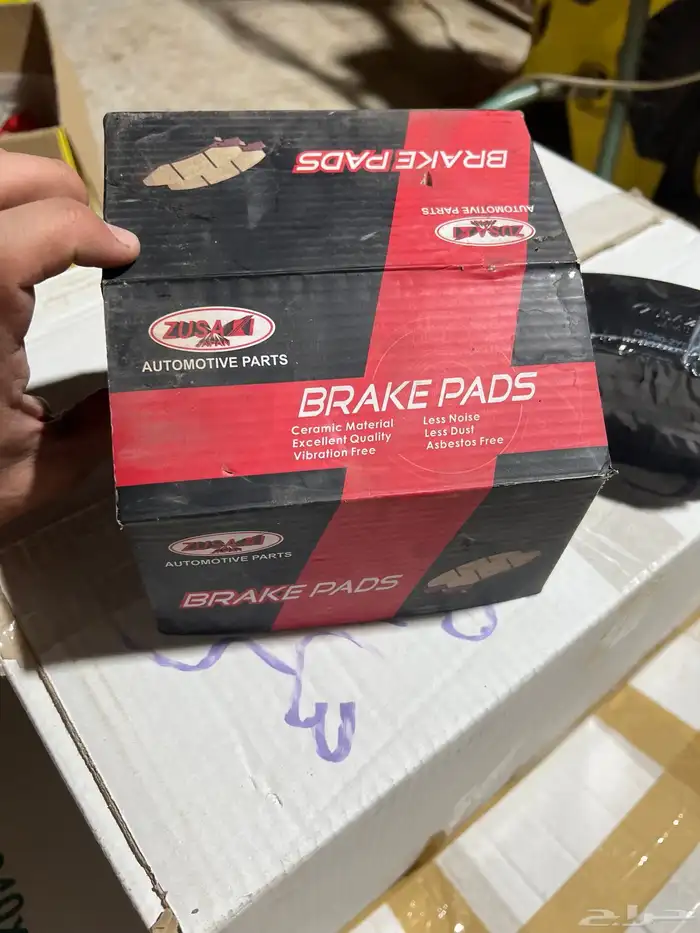 BRAKE PADS
AUTOMOTIVE PARTS
ZUSAKI
ZUSAKI
JAPAN
AUTOMOTIVE PARTS
BRAKE PADS
Ceramic Material
Excellent Quality
Vibration Free
Less Noise
Less Dust
Asbestos Free
ZUSAKI
AUTOMOTIVE PARTS
BRAKE PADS
حراج